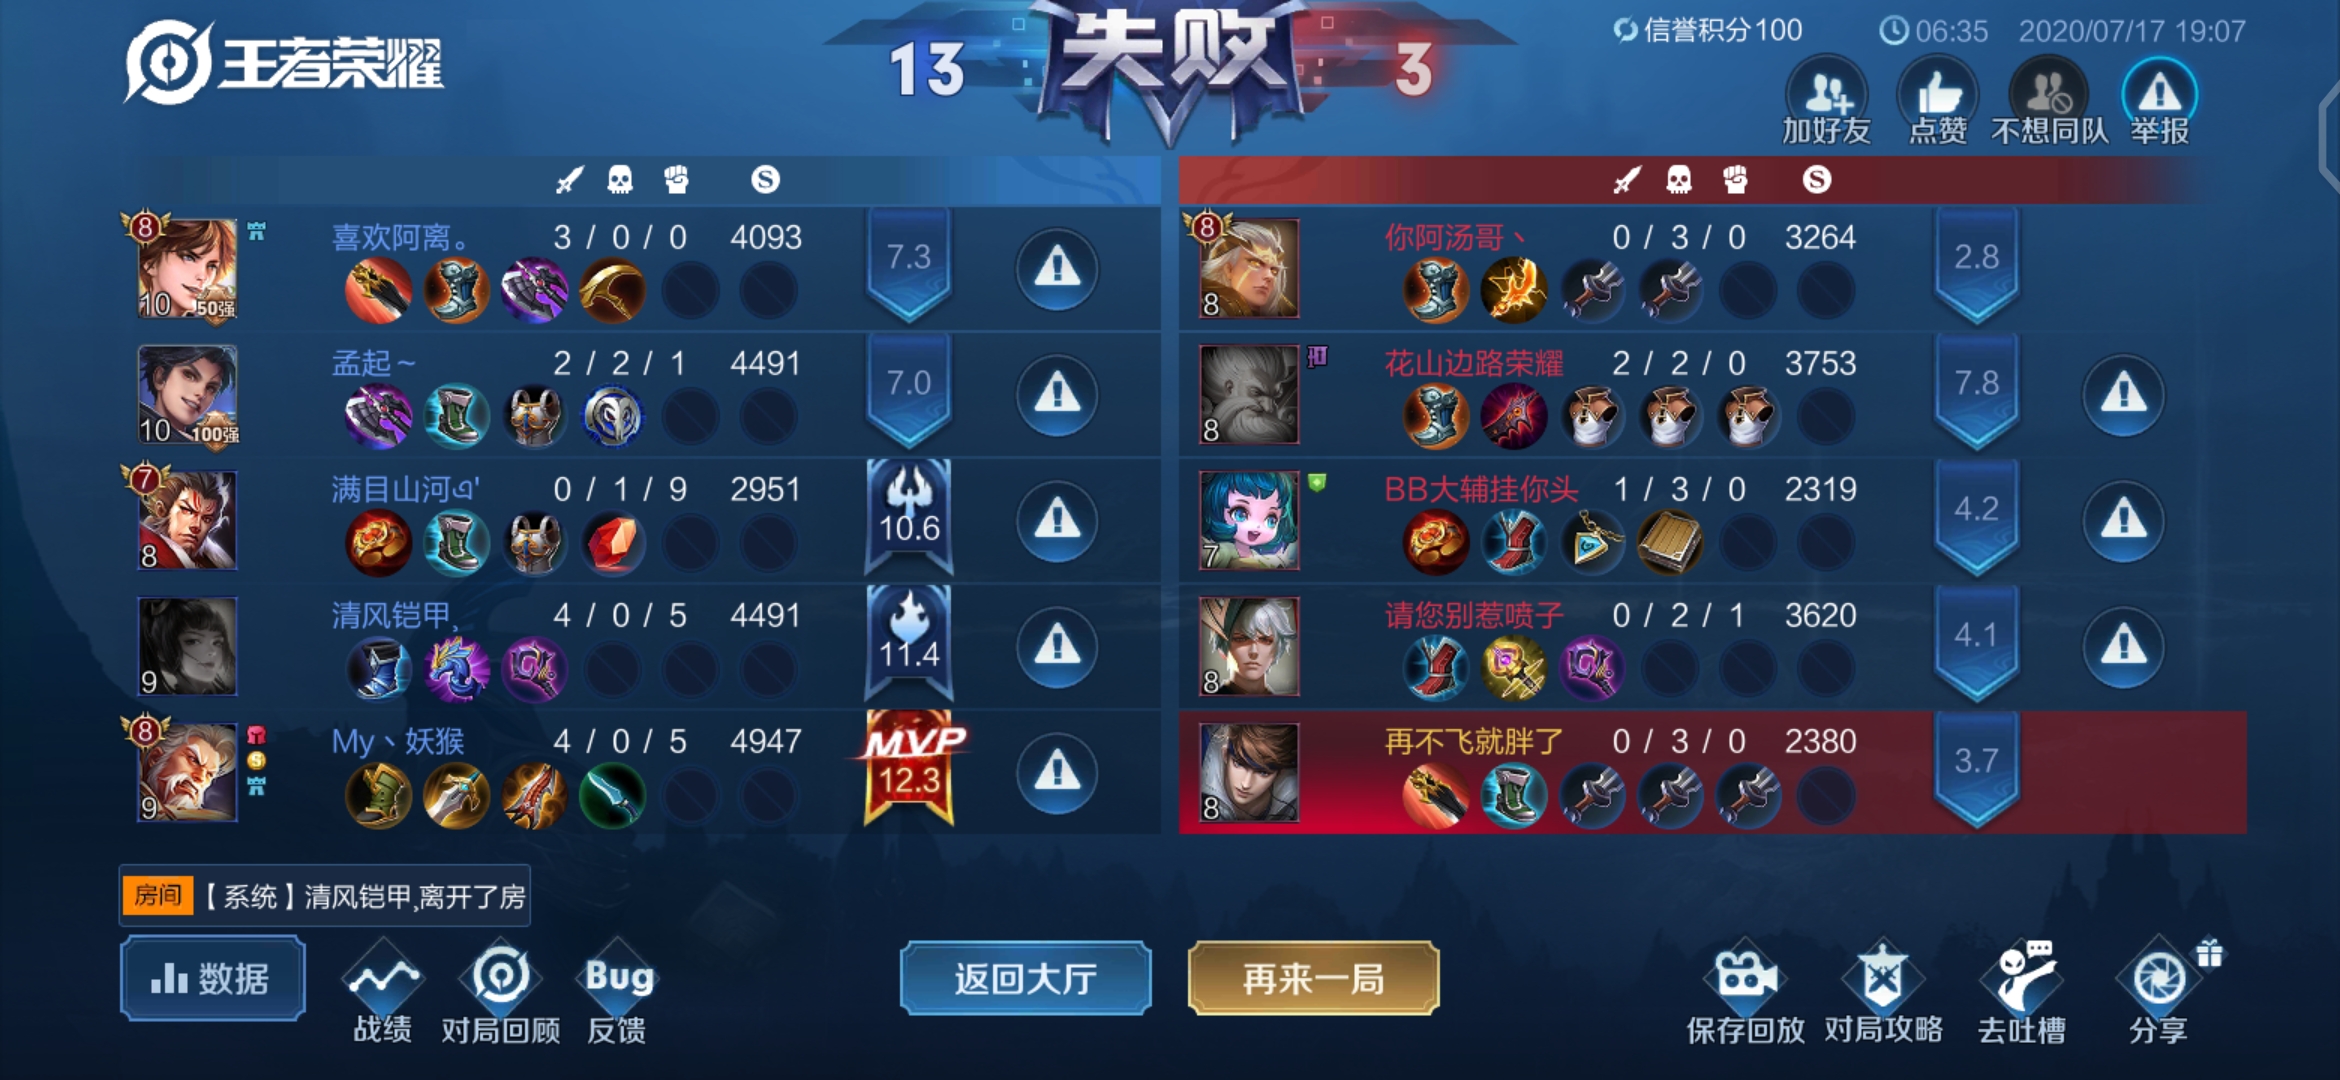 王者荣耀
13 失败 3
信誉积分100 06:35 2020/07/17 19:07
加好友 点赞 不想同队 举报
8 喜欢阿离。 3 / 0 / 0 4093 7.3
10 50强
孟起～ 2 / 2 / 1 4491 7.0
10 100强
7 满目山河 0 / 1 / 9 2951 10.6
8
清风铠甲, 4 / 0 / 5 4491 11.4
9
8 My丶妖猴 4 / 0 / 5 4947 MVP 12.3
9
8 你阿汤哥丶 0 / 3 / 0 3264 2.8
8
花山边路荣耀 2 / 2 / 0 3753 7.8
8
BB大辅挂你头 1 / 3 / 0 2319 4.2
7
请您别惹喷子 0 / 2 / 1 3620 4.1
8
再不飞就胖了 0 / 3 / 0 2380 3.7
8
房间 【系统】清风铠甲,离开了房
数据 战绩 对局回顾 Bug 反馈 返回大厅 再来一局 保存回放 对局攻略 去吐槽 分享